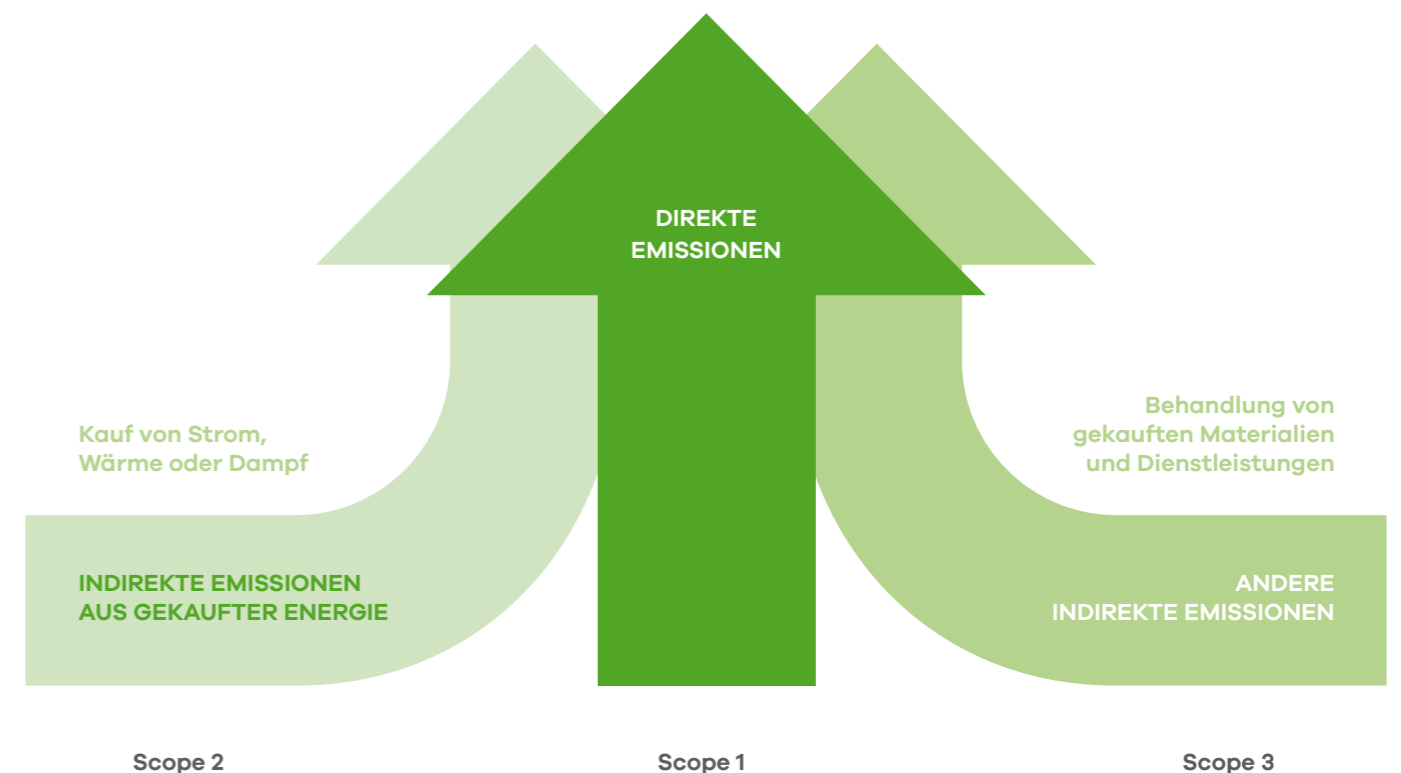 DIREKTE
EMISSIONEN
Kauf von Strom,
Wärme oder Dampf
Behandlung von
gekauften Materialien
und Dienstleistungen
INDIREKTE EMISSIONEN
AUS GEKAUFTER ENERGIE
ANDERE
INDIREKTE EMISSIONEN
Scope 2
Scope 1
Scope 3